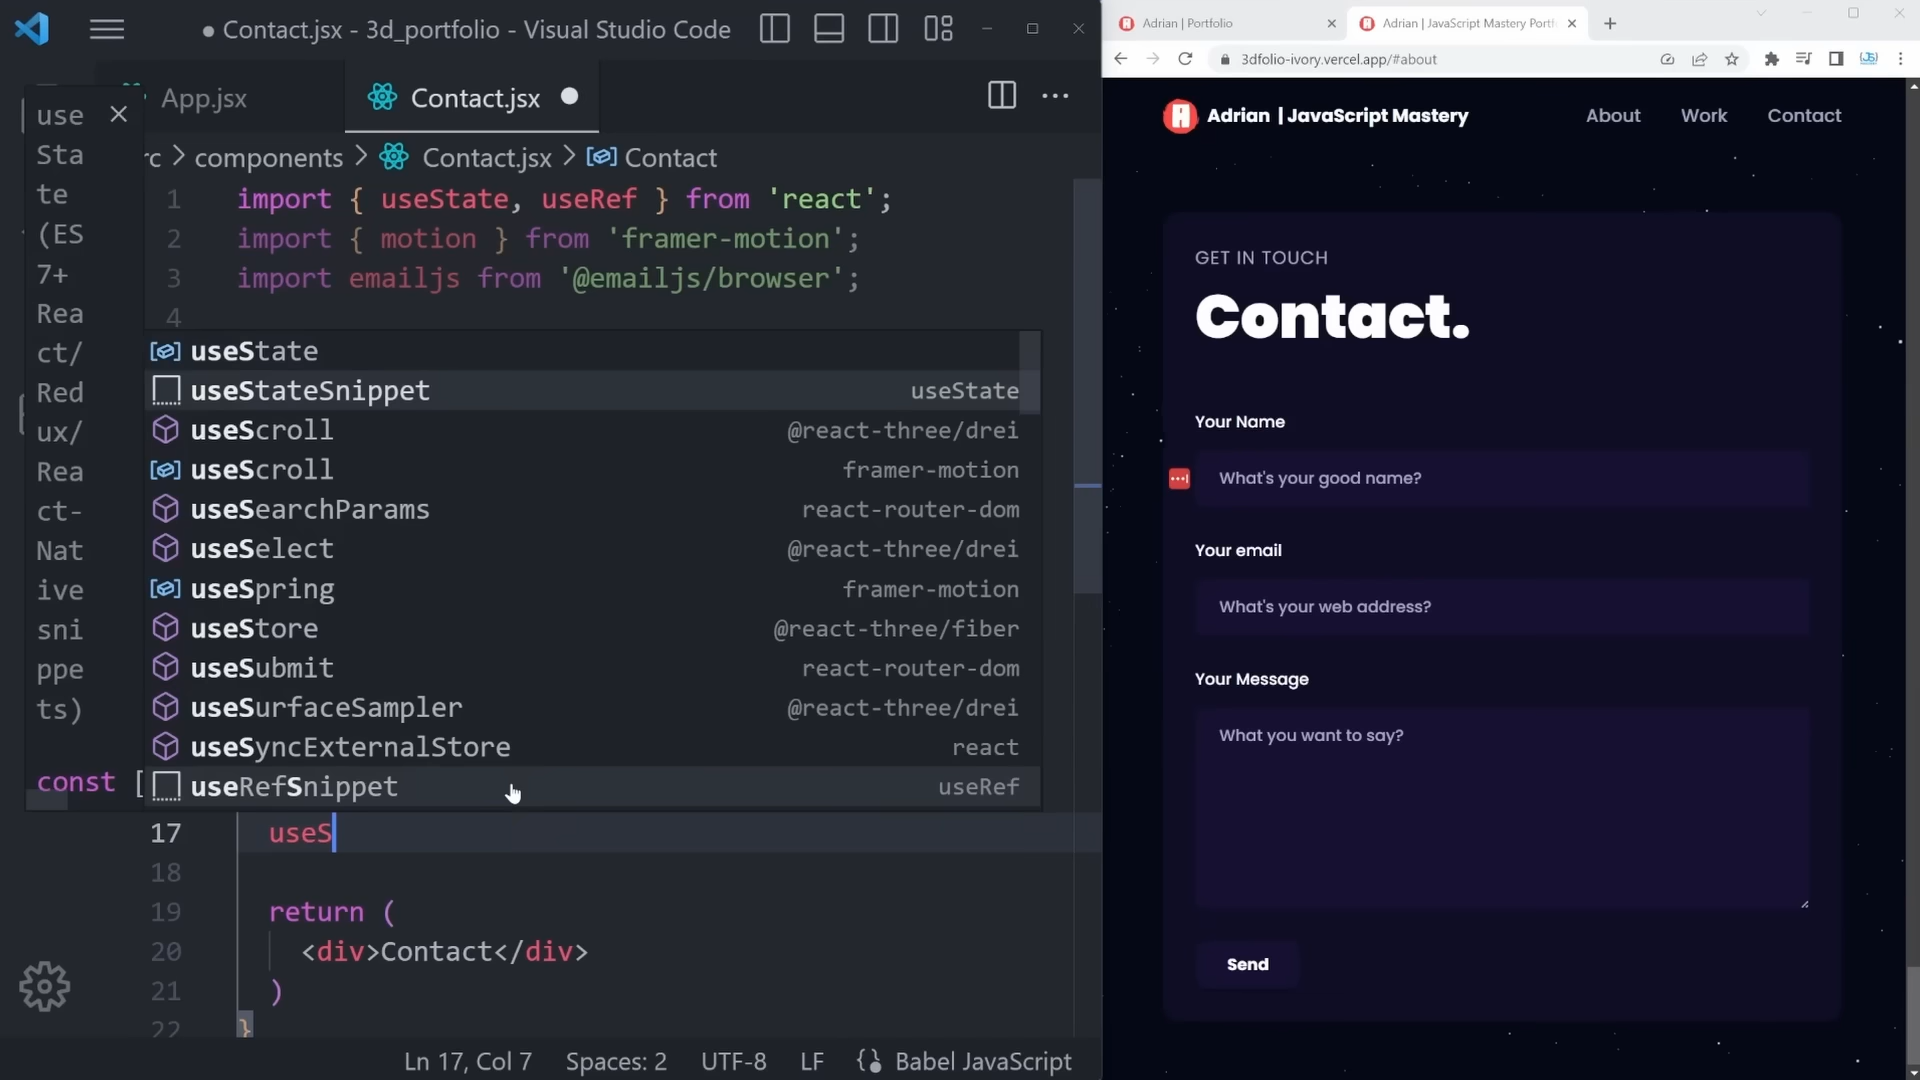 ● Contact.jsx - 3d_portfolio - Visual Studio Code
App.jsx
Contact.jsx
rc > components > Contact.jsx > Contact
1 import { useState, useRef } from 'react';
2 import { motion } from 'framer-motion';
3 import emailjs from '@emailjs/browser';
4
use
Sta
te
(ES
7+
Rea
ct/
Red
ux/
Rea
ct-
Nat
ive
sni
ppe
ts)
const [
useState
useStateSnippet useState
useScroll @react-three/drei
useScroll framer-motion
useSearchParams react-router-dom
useSelect @react-three/drei
useSpring framer-motion
useStore @react-three/fiber
useSubmit react-router-dom
useSurfaceSampler @react-three/drei
useSyncExternalStore react
useRefSnippet useRef
17 useS
18
19 return (
20 <div>Contact</div>
21 )
22 }
Ln 17, Col 7 Spaces: 2 UTF-8 LF {} Babel JavaScript
Adrian | Portfolio
Adrian | JavaScript Mastery Portf
3dfolio-ivory.vercel.app/#about
Adrian | JavaScript Mastery
About Work Contact
GET IN TOUCH
Contact.
Your Name
What's your good name?
Your email
What's your web address?
Your Message
What you want to say?
Send